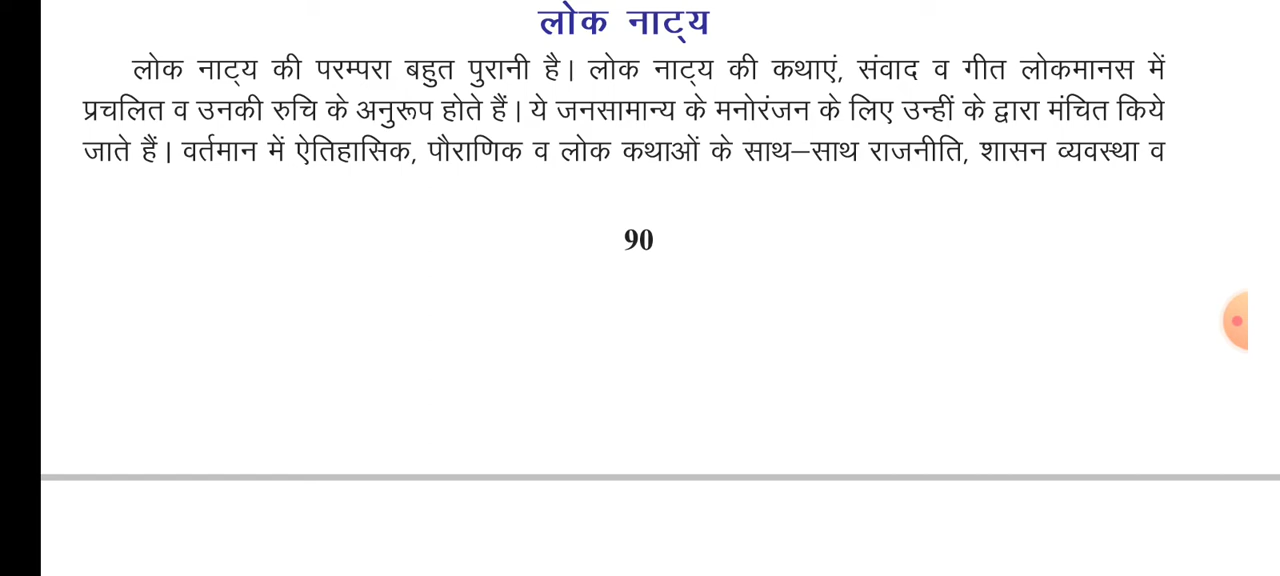 लोक नाट्य
लोक नाट्य की परम्परा बहुत पुरानी है। लोक नाट्य की कथाएं, संवाद व गीत लोकमानस में
प्रचलित व उनकी रुचि के अनुरूप होते हैं। ये जनसामान्य के मनोरंजन के लिए उन्हीं के द्वारा मंचित किये
जाते हैं। वर्तमान में ऐतिहासिक, पौराणिक व लोक कथाओं के साथ–साथ राजनीति, शासन व्यवस्था व
90